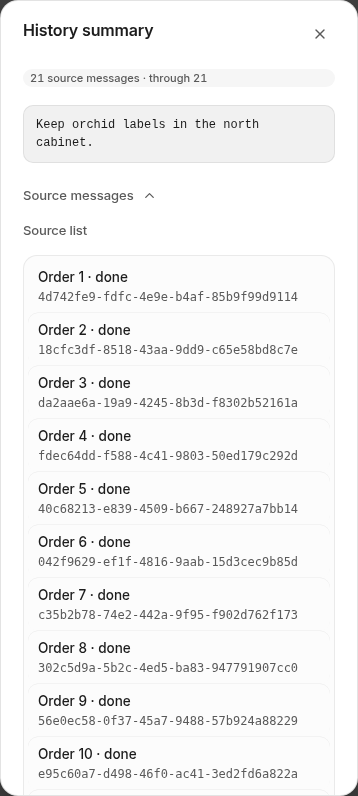 History summary
21 source messages · through 21
Keep orchid labels in the north
cabinet.
Source messages
Source list
Order 1 · done
4d742fe9-fdfc-4e9e-b4af-85b9f99d9114
Order 2 · done
18cfc3df-8518-43aa-9dd9-c65e58bd8c7e
Order 3 · done
da2aae6a-19a9-4245-8b3d-f8302b52161a
Order 4 · done
fdec64dd-f588-4c41-9803-50ed179c292d
Order 5 · done
40c68213-e839-4509-b667-248927a7bb14
Order 6 · done
042f9629-ef1f-4816-9aab-15d3cec9b85d
Order 7 · done
c35b2b78-74e2-442a-9f95-f902d762f173
Order 8 · done
302c5d9a-5b2c-4ed5-ba83-947791907cc0
Order 9 · done
56e0ec58-0f37-45a7-9488-57b924a88229
Order 10 · done
e95c60a7-d498-46f0-ac41-3ed2fd6a822a